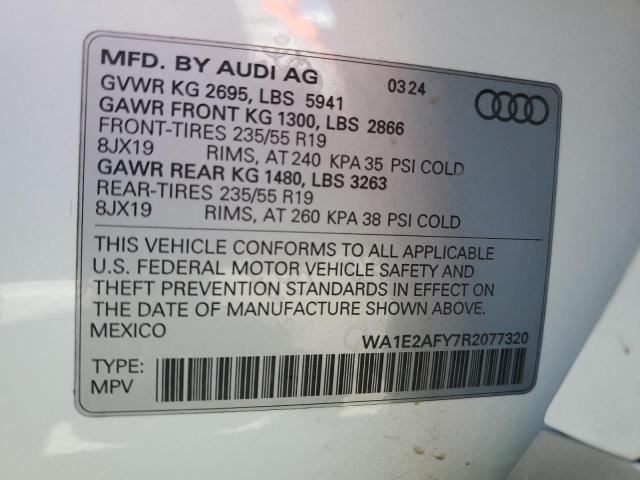 MFD. BY AUDI AG 03 24
GVWR KG 2695, LBS 5941
GAWR FRONT KG 1300, LBS 2866
FRONT-TIRES 235/55 R19
8JX19 RIMS, AT 240 KPA 35 PSI COLD
GAWR REAR KG 1480, LBS 3263
REAR-TIRES 235/55 R19
8JX19 RIMS, AT 260 KPA 38 PSI COLD
THIS VEHICLE CONFORMS TO ALL APPLICABLE
U.S. FEDERAL MOTOR VEHICLE SAFETY AND
THEFT PREVENTION STANDARDS IN EFFECT ON
THE DATE OF MANUFACTURE SHOWN ABOVE.
MEXICO WA1E2AFY7R2077320
TYPE:
MPV